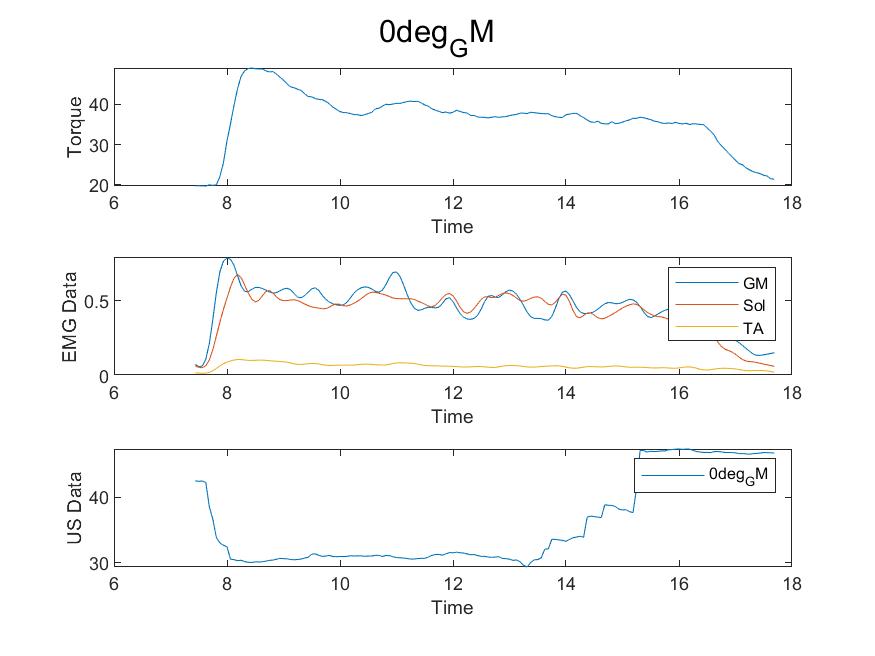 0deg_GM
Torque
40
30
20
6 8 10 12 14 16 18
Time
EMG Data
0.5
0
GM
Sol
TA
6 8 10 12 14 16 18
Time
US Data
40
30
0deg_GM
6 8 10 12 14 16 18
Time